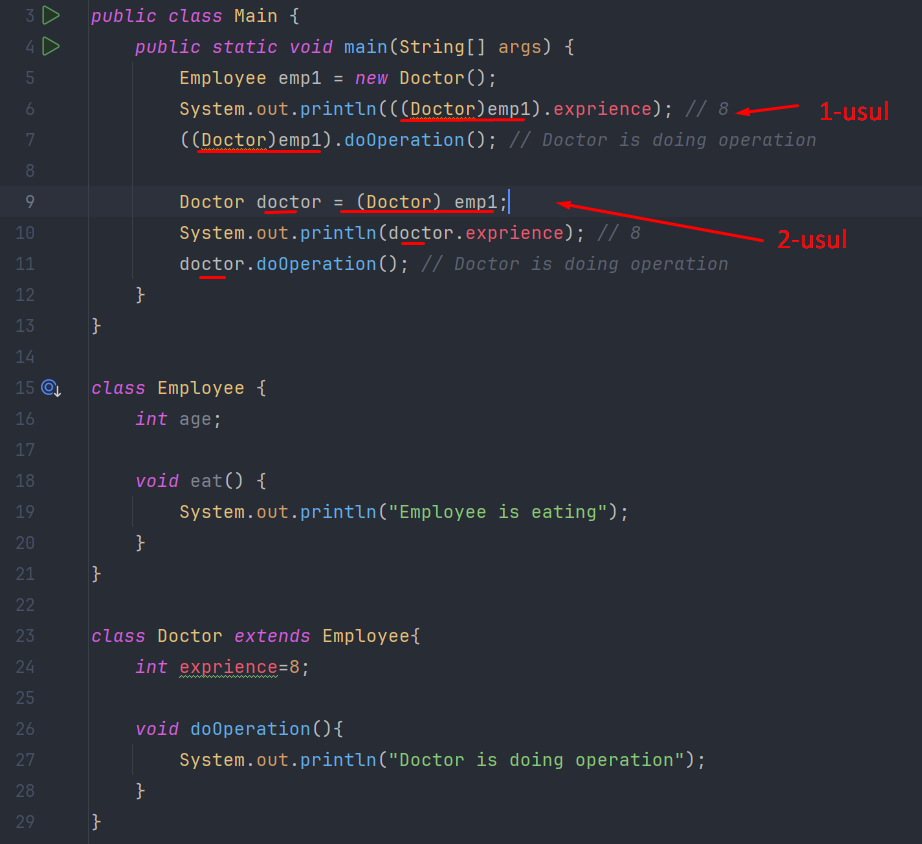 3 public class Main {
4 public static void main(String[] args) {
5 Employee emp1 = new Doctor();
6 System.out.println(((Doctor)emp1).exprience); // 8 1-usul
7 ((Doctor)emp1).doOperation(); // Doctor is doing operation
8
9 Doctor doctor = (Doctor) emp1;
10 System.out.println(doctor.exprience); // 8 2-usul
11 doctor.doOperation(); // Doctor is doing operation
12 }
13 }
14
15 class Employee {
16 int age;
17
18 void eat() {
19 System.out.println("Employee is eating");
20 }
21 }
22
23 class Doctor extends Employee{
24 int exprience=8;
25
26 void doOperation(){
27 System.out.println("Doctor is doing operation");
28 }
29 }